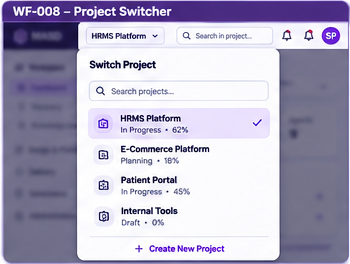 WF-008 – Project Switcher
HRMS Platform
Search in project...
SP
Switch Project
Search projects...
HRMS Platform
In Progress • 62%
E-Commerce Platform
Planning • 18%
Patient Portal
In Progress • 45%
Internal Tools
Draft • 0%
+ Create New Project